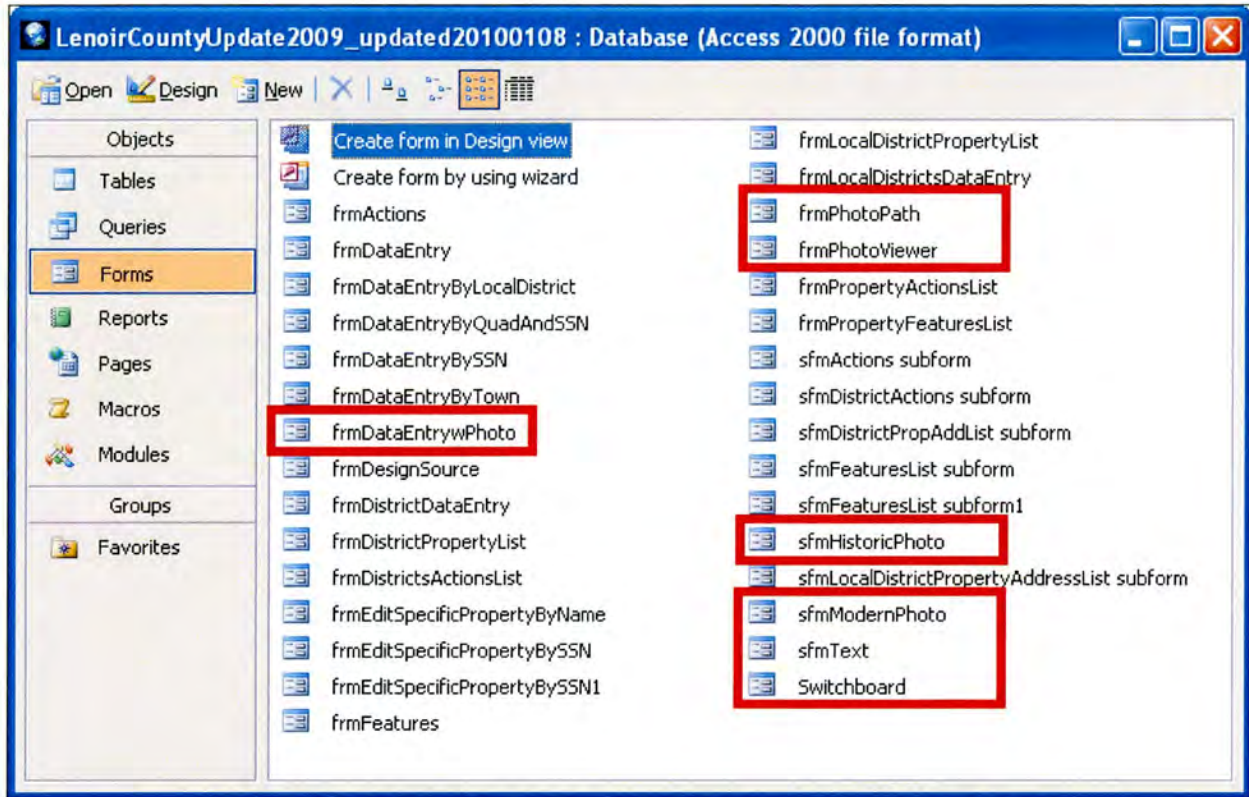 LenoirCountyUpdate2009_updated20100108 : Database (Access 2000 file format)
Open Design New
Objects
Tables
Queries
Forms
Reports
Pages
Macros
Modules
Groups
Favorites
Create form in Design view
Create form by using wizard
frmActions
frmDataEntry
frmDataEntryByLocalDistrict
frmDataEntryByQuadAndSSN
frmDataEntryBySSN
frmDataEntryByTown
frmDataEntrywPhoto
frmDesignSource
frmDistrictDataEntry
frmDistrictPropertyList
frmDistrictsActionsList
frmEditSpecificPropertyByName
frmEditSpecificPropertyBySSN
frmEditSpecificPropertyBySSN1
frmFeatures
frmLocalDistrictPropertyList
frmLocalDistrictsDataEntry
frmPhotoPath
frmPhotoViewer
frmPropertyActionsList
frmPropertyFeaturesList
sfmActions subform
sfmDistrictActions subform
sfmDistrictPropAddList subform
sfmFeaturesList subform
sfmFeaturesList subform1
sfmHistoricPhoto
sfmLocalDistrictPropertyAddressList subform
sfmModernPhoto
sfmText
Switchboard